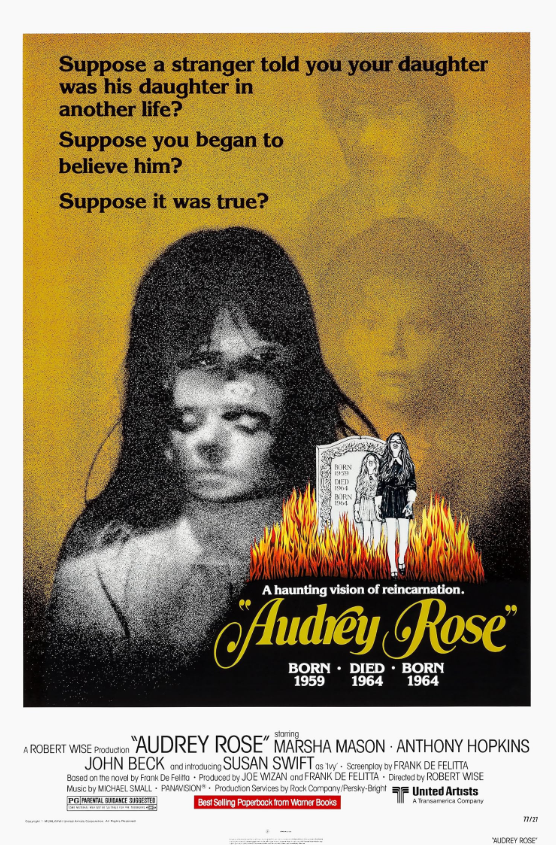 Suppose a stranger told you your daughter
was his daughter in
another life?
Suppose you began to
believe him?
Suppose it was true?
BORN
1959
DIED
1964
BORN
1964
A haunting vision of reincarnation.
"Audrey Rose"
BORN · DIED · BORN
1959 1964 1964
A ROBERT WISE Production "AUDREY ROSE" starring MARSHA MASON · ANTHONY HOPKINS
JOHN BECK and introducing SUSAN SWIFT as 'Ivy' · Screenplay by FRANK DE FELITTA
Based on the novel by Frank De Felitta · Produced by JOE WIZAN and FRANK DE FELITTA · Directed by ROBERT WISE
Music by MICHAEL SMALL · PANAVISION® · Production Services by Rock Company/Persky-Bright
PG PARENTAL GUIDANCE SUGGESTED
Best Selling Paperback from Warner Books
United Artists
A Transamerica Company
77/27
"AUDREY ROSE"